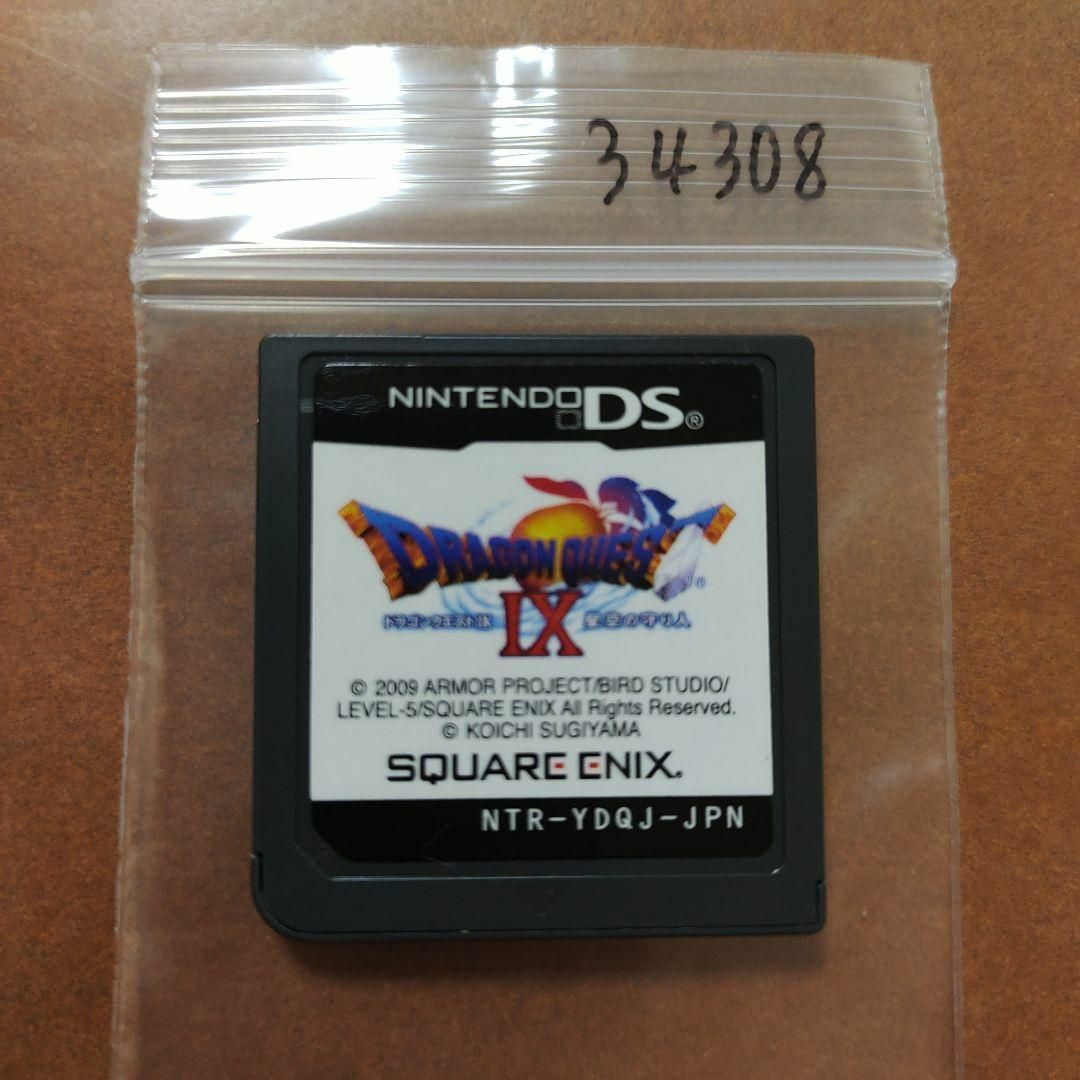 34308
NINTENDO DS®
DRAGON QUEST®
ドラゴンクエストIX IX 星空の守り人
© 2009 ARMOR PROJECT/BIRD STUDIO/
LEVEL-5/SQUARE ENIX All Rights Reserved.
© KOICHI SUGIYAMA
SQUARE ENIX®
NTR-YDQJ-JPN